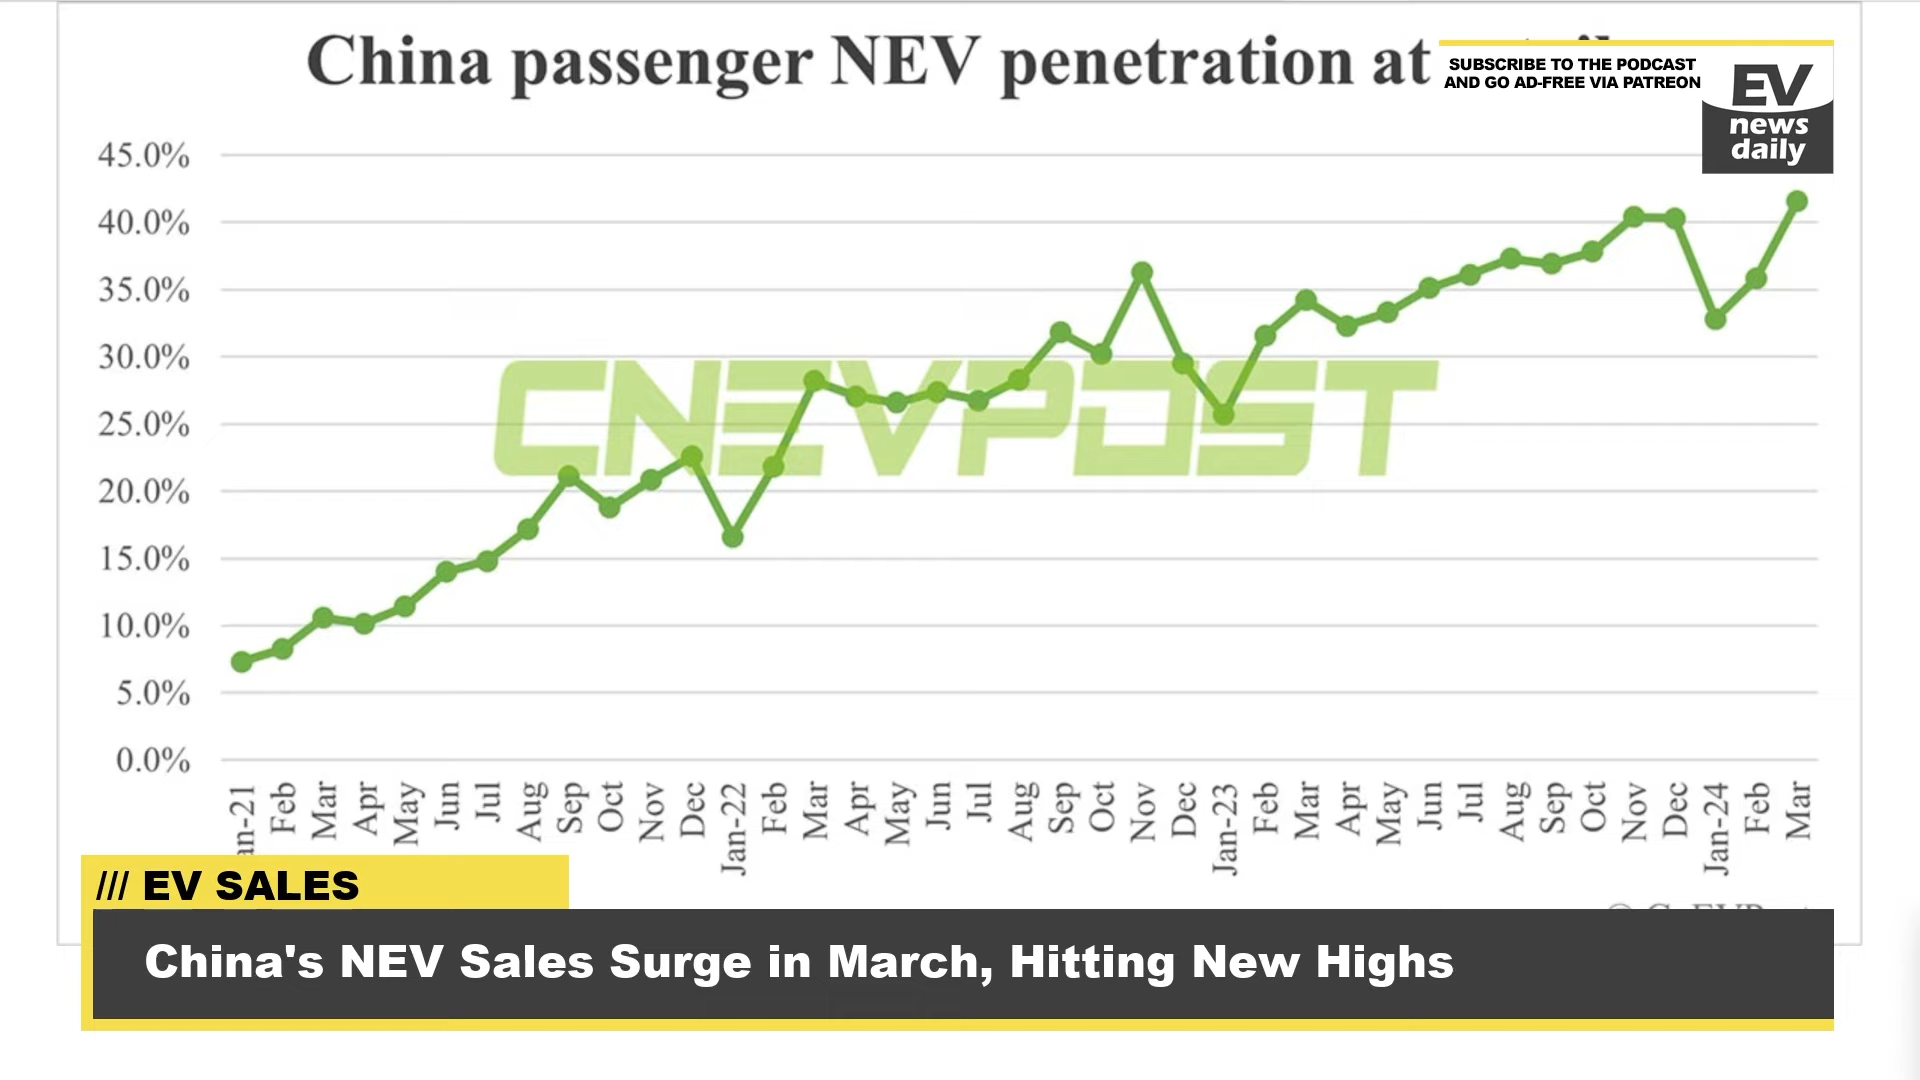 China passenger NEV penetration at
SUBSCRIBE TO THE PODCAST
AND GO AD-FREE VIA PATREON
EV
news
daily
45.0%
40.0%
35.0%
30.0%
25.0%
20.0%
15.0%
10.0%
5.0%
0.0%
CNEVPOST
an-21 Feb Mar Apr May Jun Jul Aug Sep Oct Nov Dec Jan-22 Feb Mar Apr May Jun Jul Aug Sep Oct Nov Dec Jan-23 Feb Mar Apr May Jun Jul Aug Sep Oct Nov Dec Jan-24 Feb Mar
/// EV SALES
China's NEV Sales Surge in March, Hitting New Highs